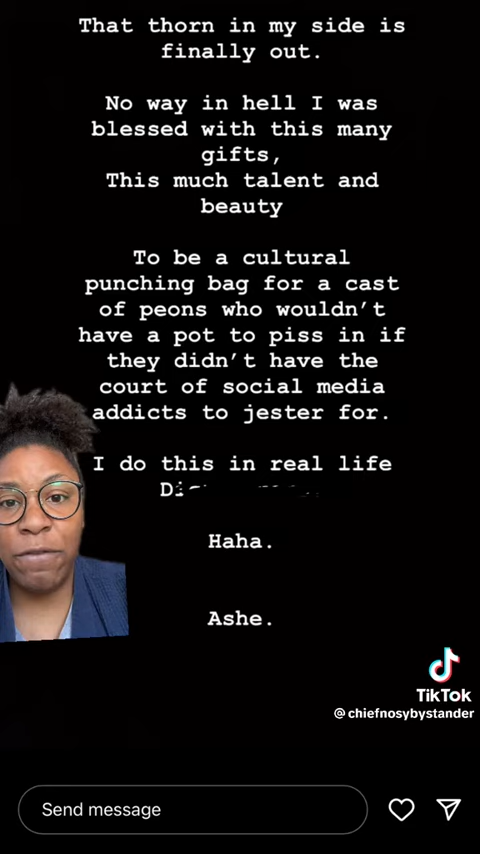 That thorn in my side is
finally out.
No way in hell I was
blessed with this many
gifts,
This much talent and
beauty
To be a cultural
punching bag for a cast
of peons who wouldn't
have a pot to piss in if
they didn't have the
court of social media
addicts to jester for.
I do this in real life
Haha.
Ashe.
TikTok
@chiefnosybystander
Send message